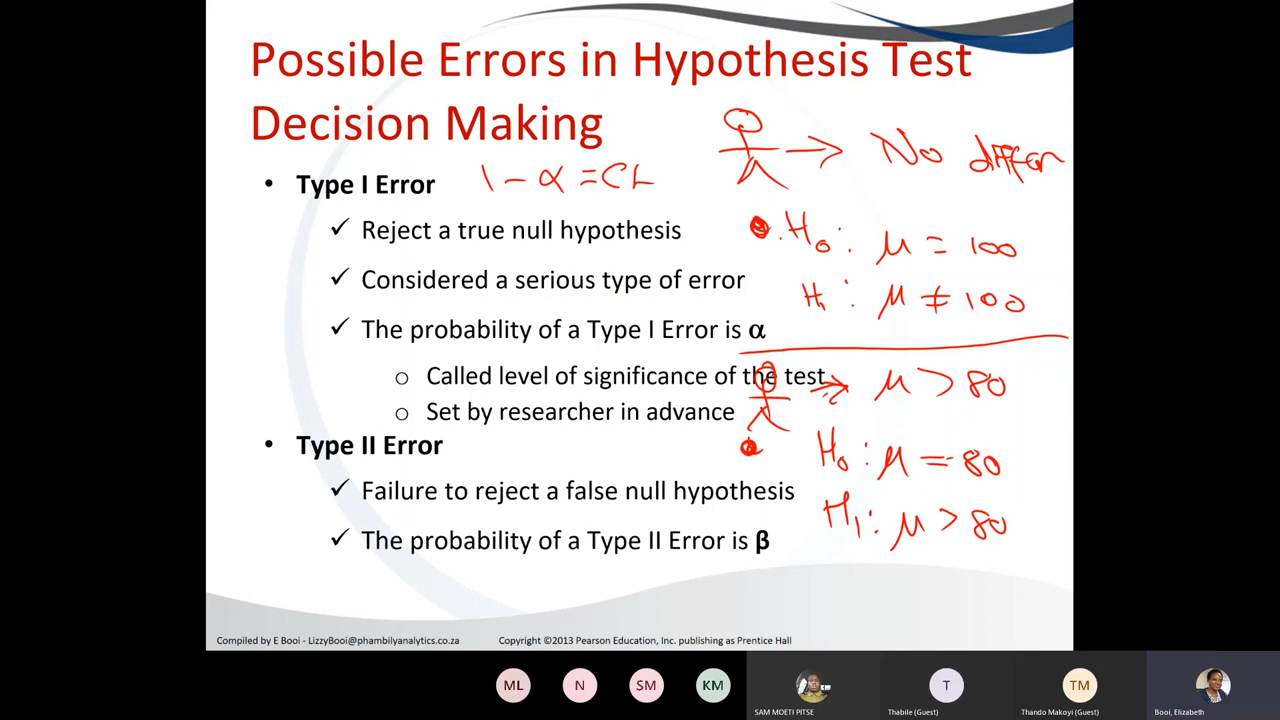 Possible Errors in Hypothesis Test
Decision Making
• Type I Error
1 - α = CL
✓ Reject a true null hypothesis
✓ Considered a serious type of error
✓ The probability of a Type I Error is α
o Called level of significance of the test
o Set by researcher in advance
• Type II Error
✓ Failure to reject a false null hypothesis
✓ The probability of a Type II Error is β
→ No differen
H₀ : μ = 100
H₁ : μ ≠ 100
⇒ μ > 80
H₀ : μ = 80
H₁ : μ > 80
Compiled by E Booi - LizzyBooi@phambilyanalytics.co.za
Copyright ©2013 Pearson Education, Inc. publishing as Prentice Hall
ML
N
SM
KM
SAM MOETI PITSE
T
Thabile (Guest)
TM
Thando Makoyi (Guest)
Booi, Elizabeth